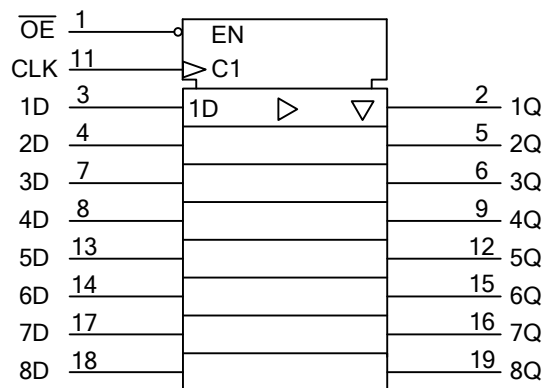 OE 1 EN
CLK 11 C1
1D 3 1D 2 1Q
2D 4 5 2Q
3D 7 6 3Q
4D 8 9 4Q
5D 13 12 5Q
6D 14 15 6Q
7D 17 16 7Q
8D 18 19 8Q